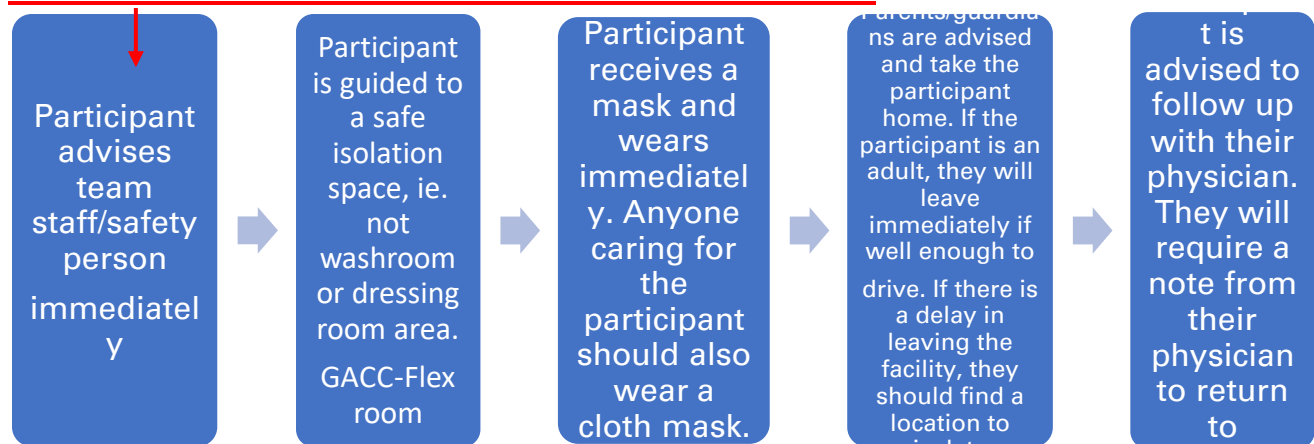 Participant
advises
team
staff/safety
person
immediatel
y
Participant
is guided to
a safe
isolation
space, ie.
not
washroom
or dressing
room area.
GACC-Flex
room
Participant
receives a
mask and
wears
immediatel
y. Anyone
caring for
the
participant
should also
wear a
cloth mask.
Parents/guardia
ns are advised
and take the
participant
home. If the
participant is an
adult, they will
leave
immediately if
well enough to
drive. If there is
a delay in
leaving the
facility, they
should find a
location to
t is
advised to
follow up
with their
physician.
They will
require a
note from
their
physician
to return
to